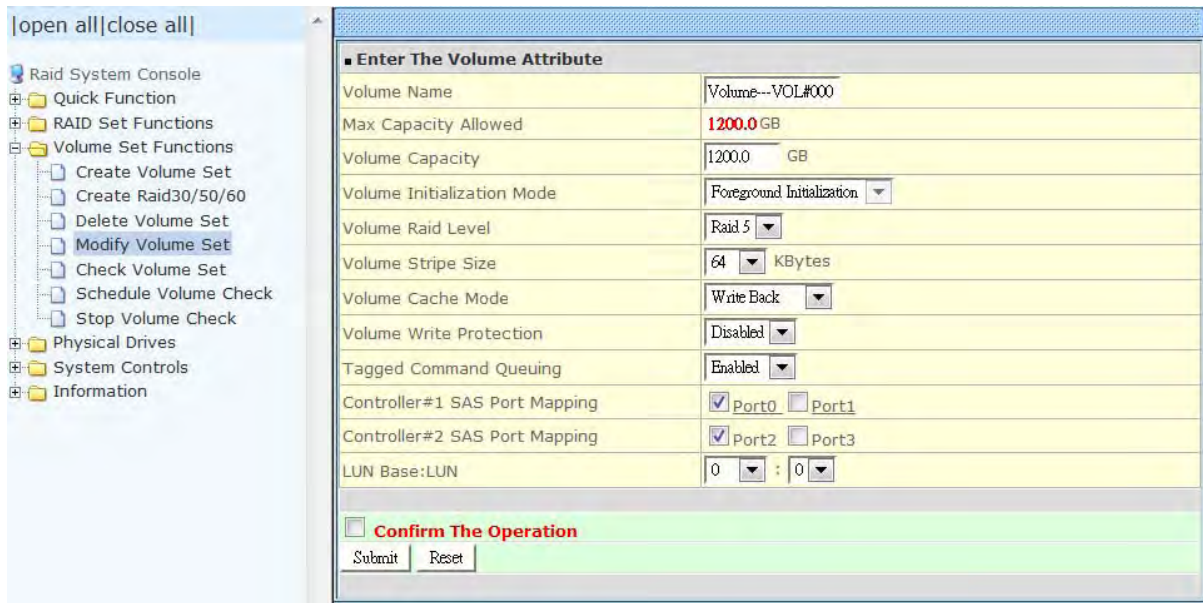 |open all|close all|
Raid System Console
Quick Function
RAID Set Functions
Volume Set Functions
Create Volume Set
Create Raid30/50/60
Delete Volume Set
Modify Volume Set
Check Volume Set
Schedule Volume Check
Stop Volume Check
Physical Drives
System Controls
Information
Enter The Volume Attribute
Volume Name Volume---VOL#000
Max Capacity Allowed 1200.0 GB
Volume Capacity 1200.0 GB
Volume Initialization Mode Foreground Initialization
Volume Raid Level Raid 5
Volume Stripe Size 64 KBytes
Volume Cache Mode Write Back
Volume Write Protection Disabled
Tagged Command Queuing Enabled
Controller#1 SAS Port Mapping Port0 Port1
Controller#2 SAS Port Mapping Port2 Port3
LUN Base:LUN 0 : 0
Confirm The Operation
Submit Reset